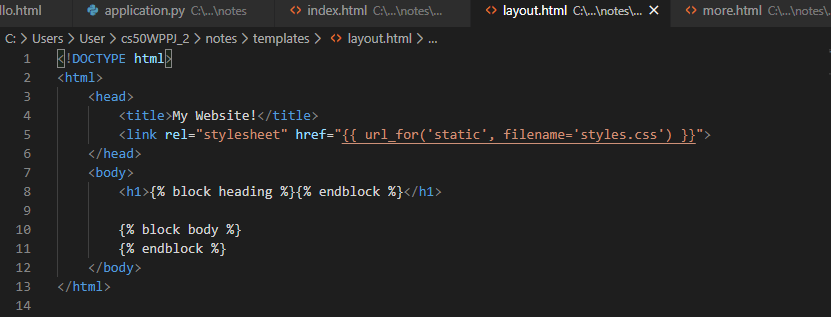 llo.html application.py C:\...\notes index.html C:\...\notes\... layout.html C:\...\notes\... × more.html C:\...\notes\...
C: > Users > User > cs50WPPJ_2 > notes > templates > <> layout.html > ...
1 <!DOCTYPE html>
2 <html>
3 <head>
4 <title>My Website!</title>
5 <link rel="stylesheet" href="{{ url_for('static', filename='styles.css') }}">
6 </head>
7 <body>
8 <h1>{% block heading %}{% endblock %}</h1>
9
10 {% block body %}
11 {% endblock %}
12 </body>
13 </html>
14